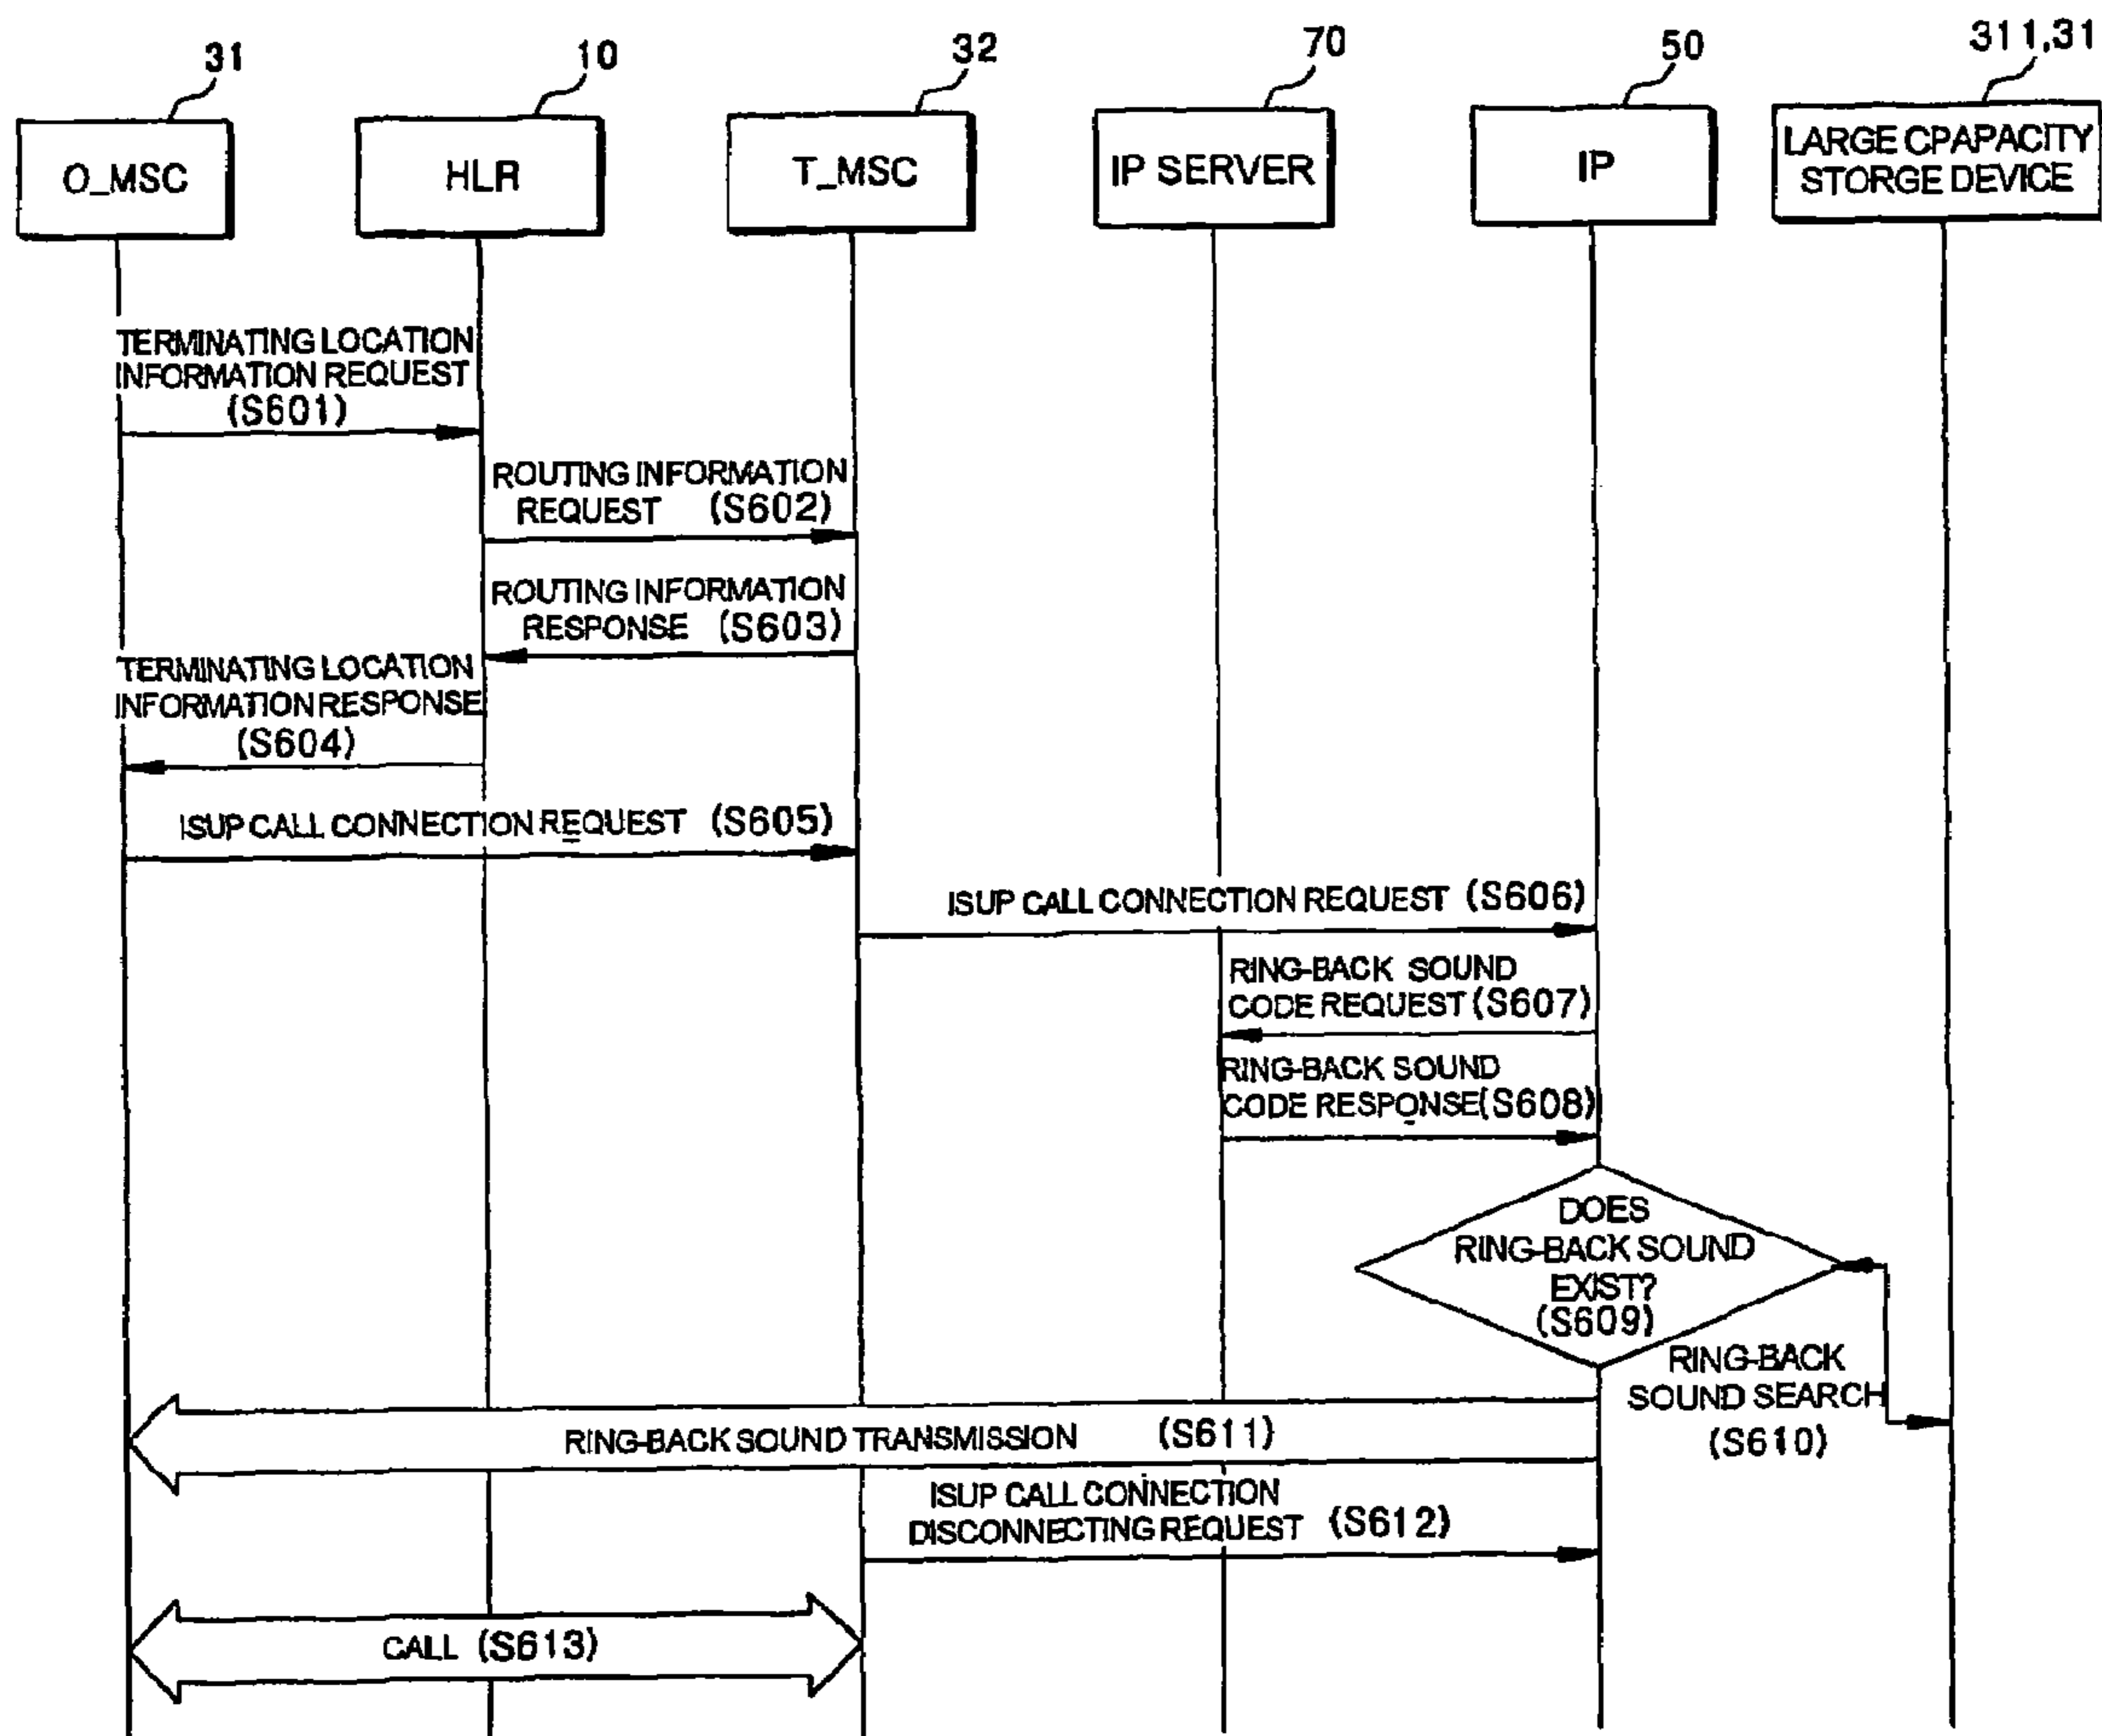 31
10
32
70
50
311,31
O_MSC
HLR
T_MSC
IP SERVER
IP
LARGE CPAPACITY
STORGE DEVICE
TERMINATING LOCATION
INFORMATION REQUEST
(S601)
ROUTING INFORMATION
REQUEST (S602)
ROUTING INFORMATION
RESPONSE (S603)
TERMINATING LOCATION
INFORMATION RESPONSE
(S604)
ISUP CALL CONNECTION REQUEST (S605)
ISUP CALL CONNECTION REQUEST (S606)
RING-BACK SOUND
CODE REQUEST (S607)
RING-BACK SOUND
CODE RESPONSE(S608)
DOES
RING-BACK SOUND
EXIST?
(S609)
RING-BACK
SOUND SEARCH
(S610)
RING-BACK SOUND TRANSMISSION (S611)
ISUP CALL CONNECTION
DISCONNECTING REQUEST (S612)
CALL (S613)